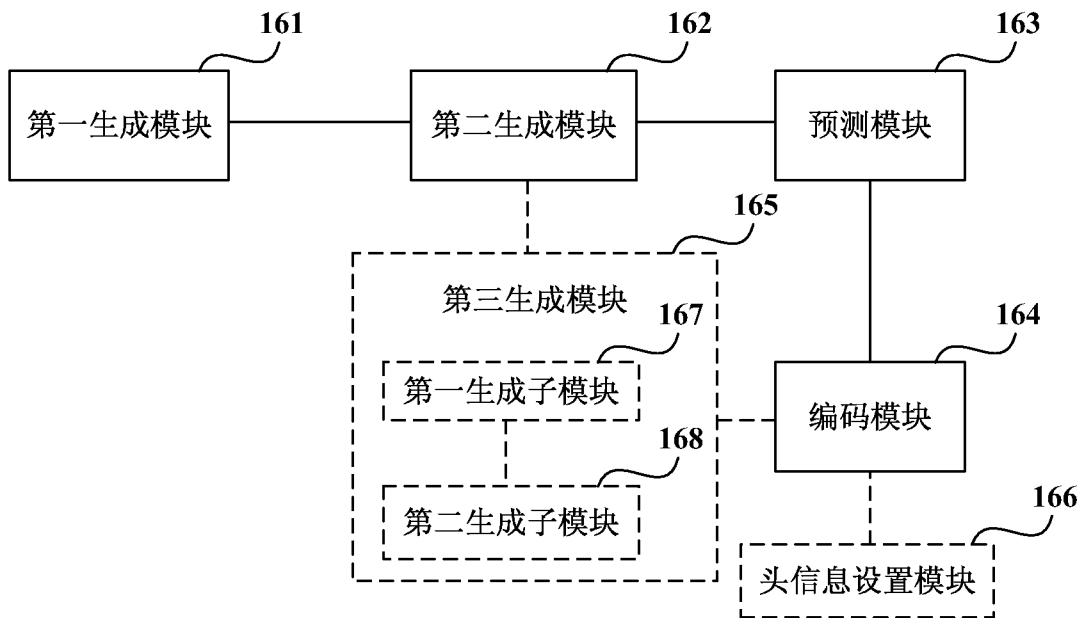 161
162
163
第一生成模块
第二生成模块
预测模块
165
第三生成模块
167
164
第一生成子模块
编码模块
168
第二生成子模块
166
头信息设置模块